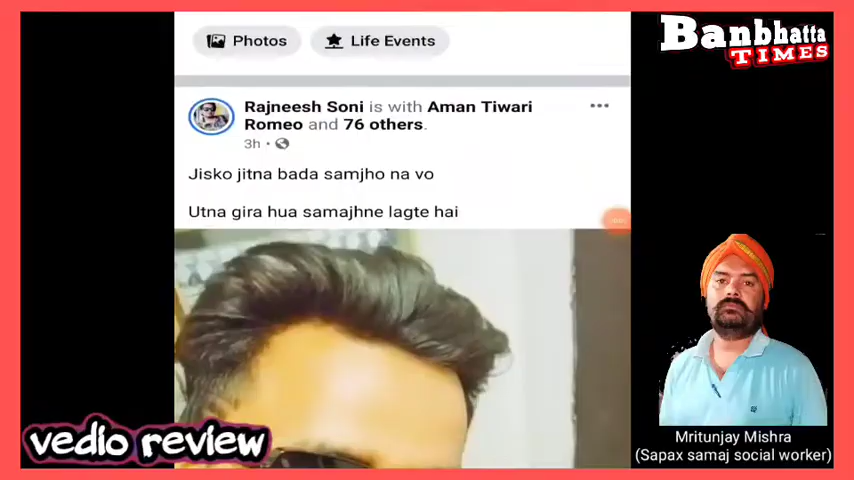 Photos
Life Events
Banbhatta
TIMES
Rajneesh Soni is with Aman Tiwari
Romeo and 76 others.
3h
Jisko jitna bada samjho na vo
Utna gira hua samajhne lagte hai
vedio review
Mritunjay Mishra
(Sapax samaj social worker)